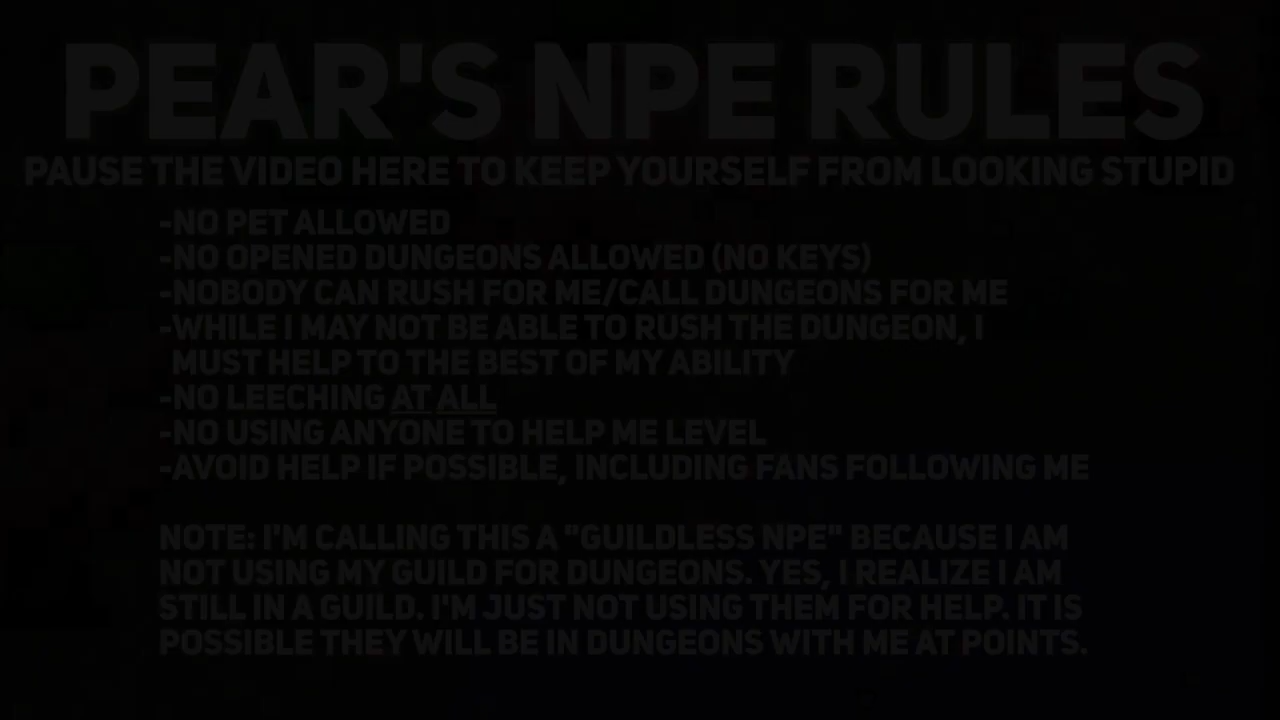 PEAR'S NPE RULES
PAUSE THE VIDEO HERE TO KEEP YOURSELF FROM LOOKING STUPID
-NO PET ALLOWED
-NO OPENED DUNGEONS ALLOWED (NO KEYS)
-NOBODY CAN RUSH FOR ME/CALL DUNGEONS FOR ME
-WHILE I MAY NOT BE ABLE TO RUSH THE DUNGEON, I
MUST HELP TO THE BEST OF MY ABILITY
-NO LEECHING AT ALL
-NO USING ANYONE TO HELP ME LEVEL
-AVOID HELP IF POSSIBLE, INCLUDING FANS FOLLOWING ME
NOTE: I'M CALLING THIS A "GUILDLESS NPE" BECAUSE I AM
NOT USING MY GUILD FOR DUNGEONS. YES, I REALIZE I AM
STILL IN A GUILD. I'M JUST NOT USING THEM FOR HELP. IT IS
POSSIBLE THEY WILL BE IN DUNGEONS WITH ME AT POINTS.